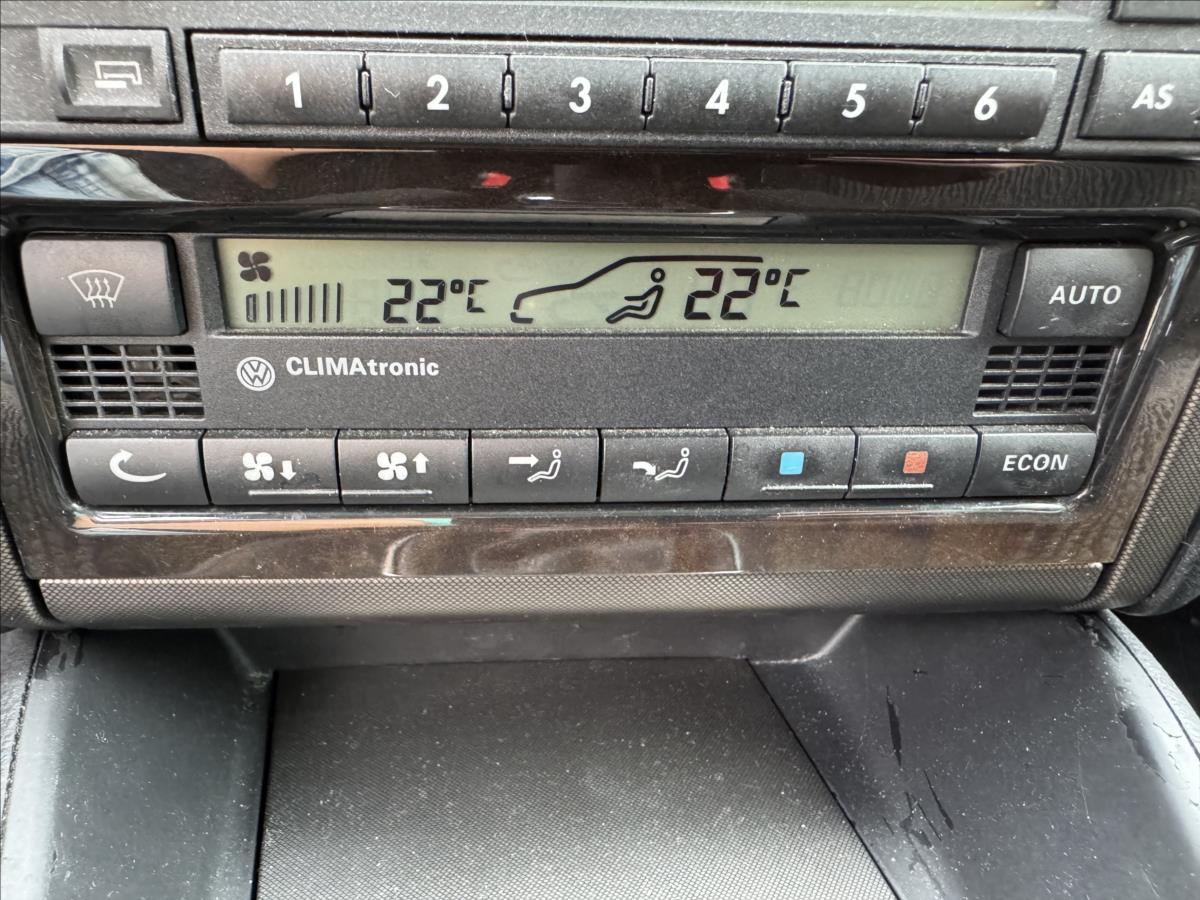 1 2 3 4 5 6 AS
22°C 22°C AUTO
CLIMAtronic
ECON